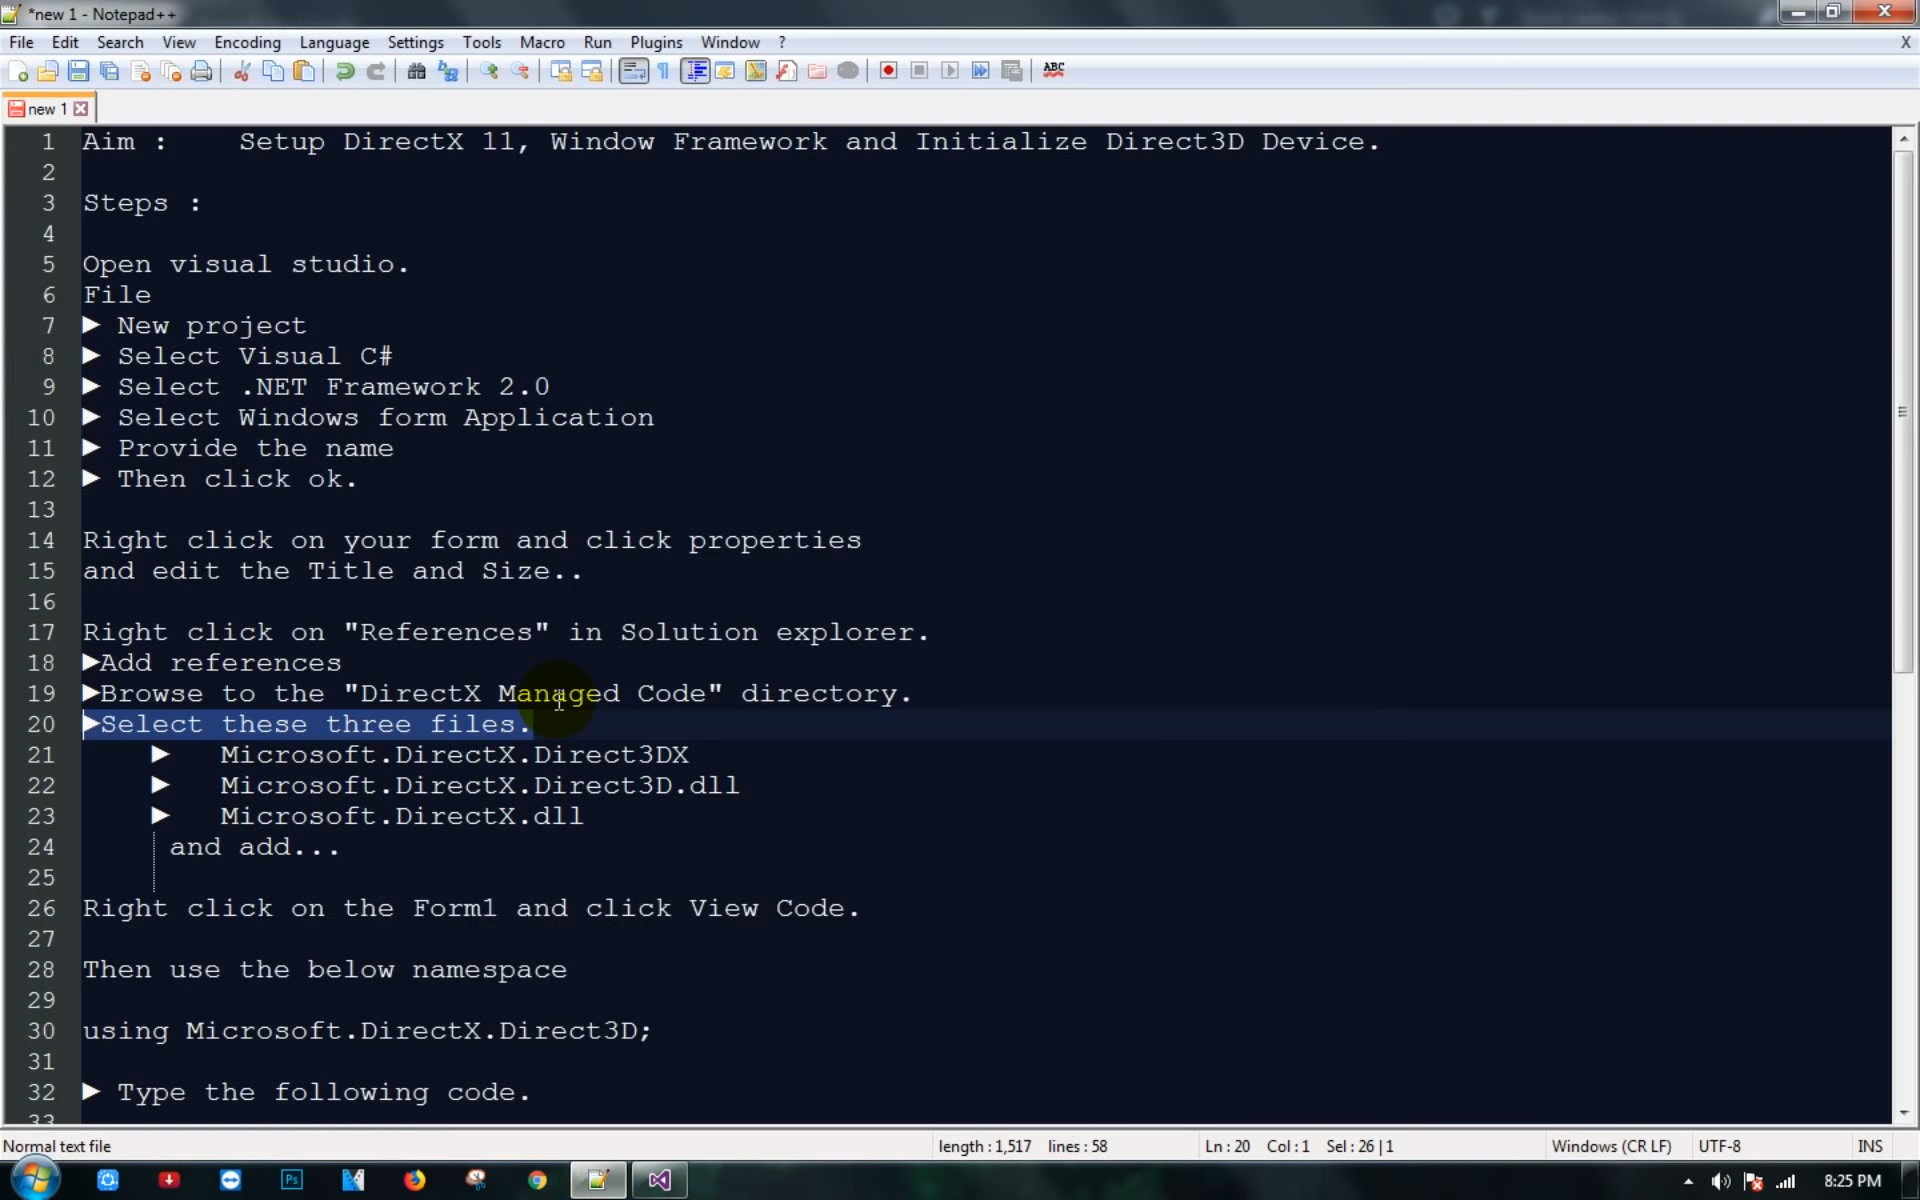 *new 1 - Notepad++
File Edit Search View Encoding Language Settings Tools Macro Run Plugins Window ? X
ABC
new 1
1 Aim : Setup DirectX 11, Window Framework and Initialize Direct3D Device.
2
3 Steps :
4
5 Open visual studio.
6 File
7 ► New project
8 ► Select Visual C#
9 ► Select .NET Framework 2.0
10 ► Select Windows form Application
11 ► Provide the name
12 ► Then click ok.
13
14 Right click on your form and click properties
15 and edit the Title and Size..
16
17 Right click on "References" in Solution explorer.
18 ►Add references
19 ►Browse to the "DirectX Managed Code" directory.
20 ►Select these three files.
21 ► Microsoft.DirectX.Direct3DX
22 ► Microsoft.DirectX.Direct3D.dll
23 ► Microsoft.DirectX.dll
24 and add...
25
26 Right click on the Form1 and click View Code.
27
28 Then use the below namespace
29
30 using Microsoft.DirectX.Direct3D;
31
32 ► Type the following code.
33
Normal text file length : 1,517 lines : 58 Ln : 20 Col : 1 Sel : 26 | 1 Windows (CR LF) UTF-8 INS
Ps 8:25 PM